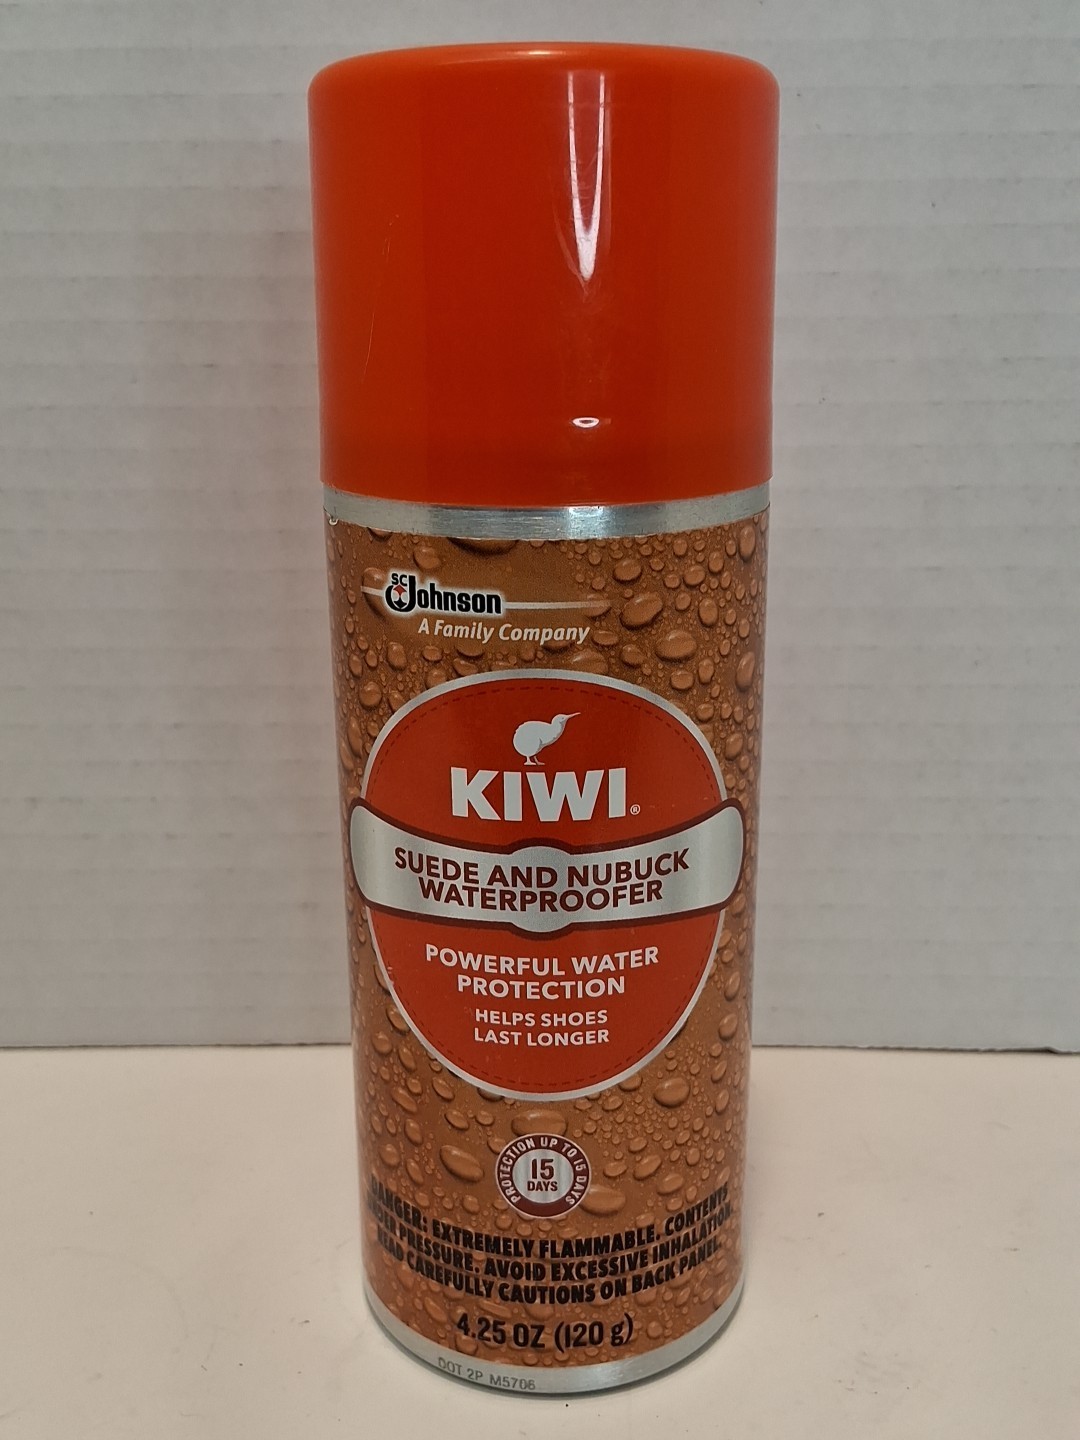 SC Johnson
A Family Company
KIWI®
SUEDE AND NUBUCK
WATERPROOFER
POWERFUL WATER
PROTECTION
HELPS SHOES
LAST LONGER
PROTECTION UP TO 15 DAYS
15
DAYS
DANGER: EXTREMELY FLAMMABLE. CONTENTS
UNDER PRESSURE. AVOID EXCESSIVE INHALATION.
READ CAREFULLY CAUTIONS ON BACK PANEL.
4.25 OZ (120 g)
DOT 2P M5706